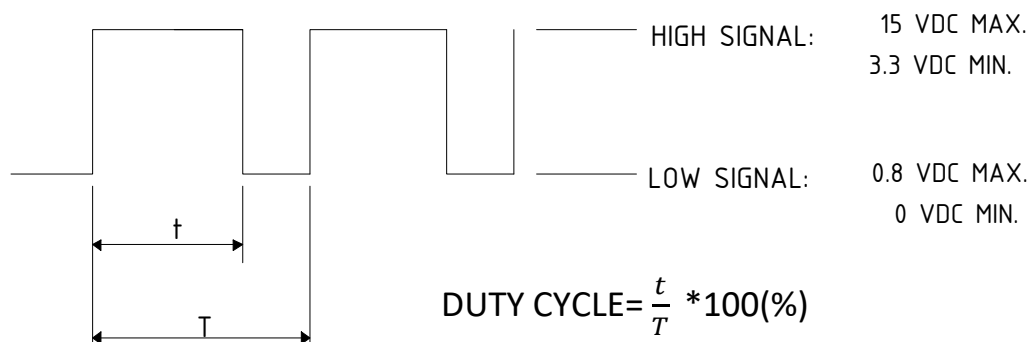 HIGH SIGNAL: 15 VDC MAX.
3.3 VDC MIN.
LOW SIGNAL: 0.8 VDC MAX.
0 VDC MIN.
t
T
DUTY CYCLE= t/T *100(%)